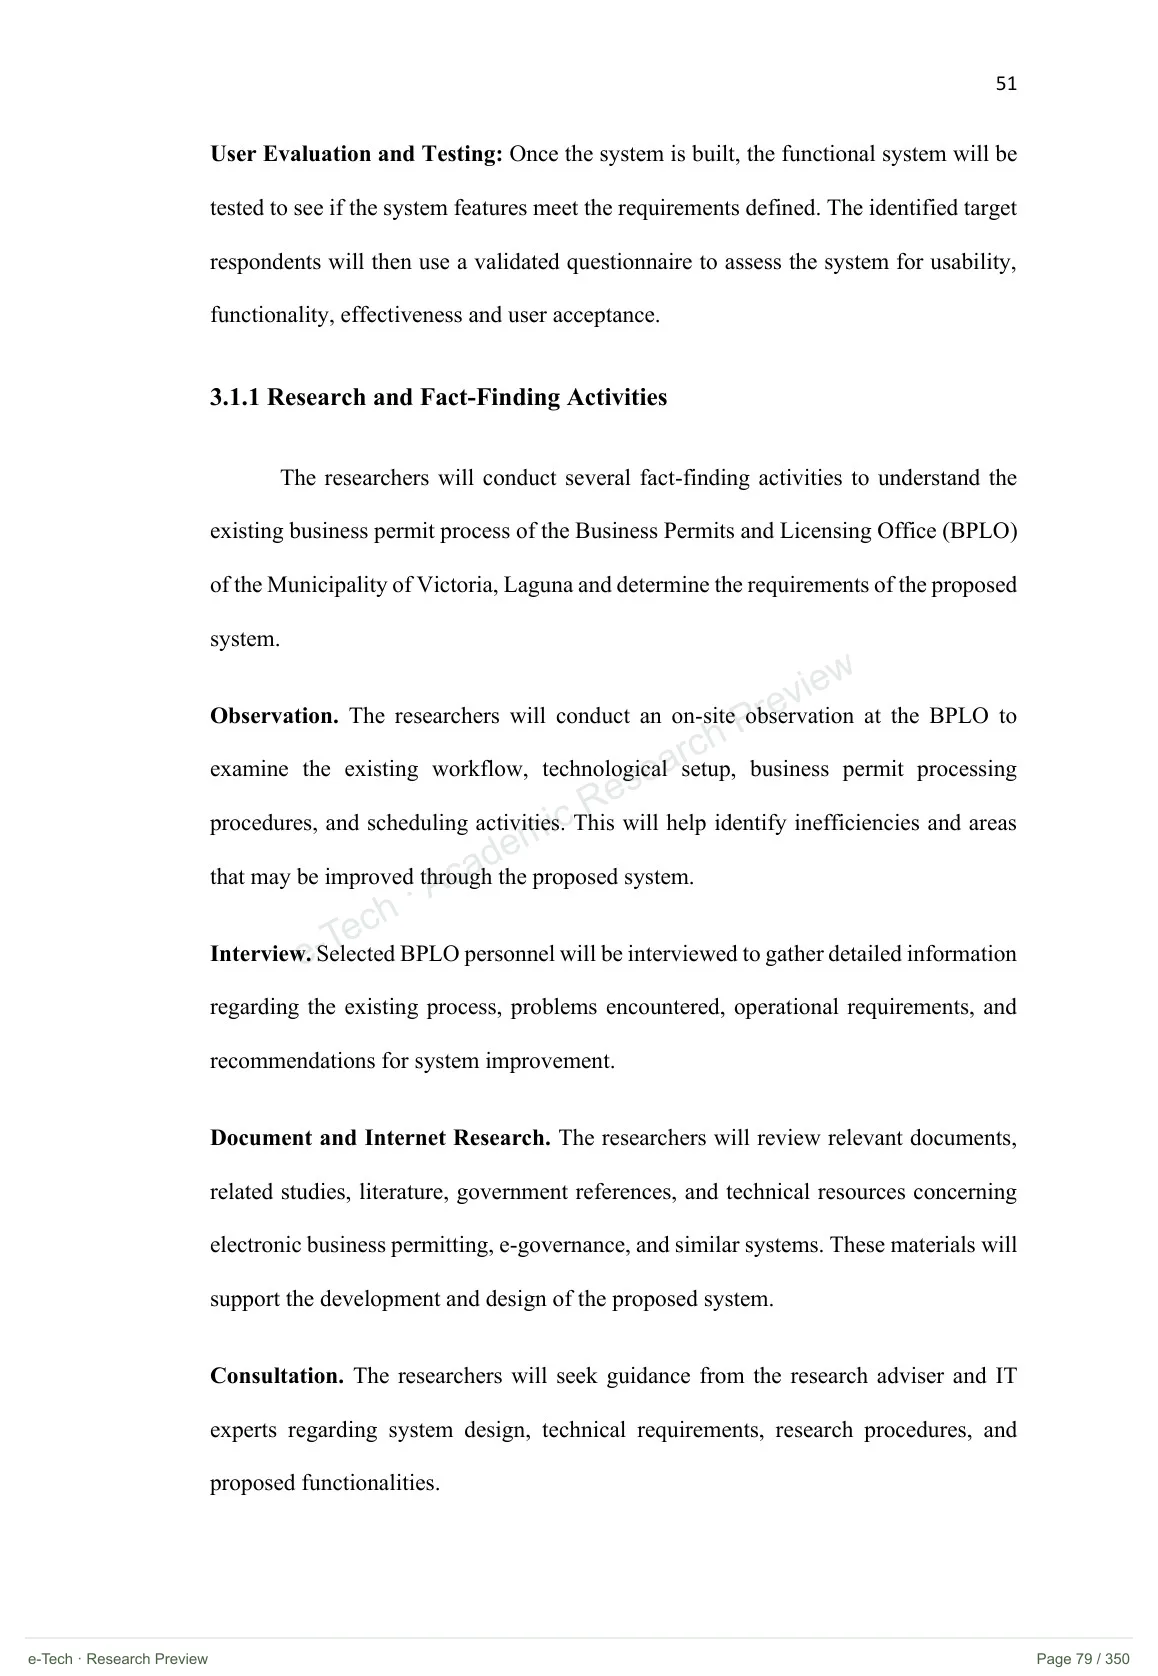 51
User Evaluation and Testing: Once the system is built, the functional system will be
tested to see if the system features meet the requirements defined. The identified target
respondents will then use a validated questionnaire to assess the system for usability,
functionality, effectiveness and user acceptance.
3.1.1 Research and Fact-Finding Activities
The researchers will conduct several fact-finding activities to understand the
existing business permit process of the Business Permits and Licensing Office (BPLO)
of the Municipality of Victoria, Laguna and determine the requirements of the proposed
system.
Observation. The researchers will conduct an on-site observation at the BPLO to
examine the existing workflow, technological setup, business permit processing
procedures, and scheduling activities. This will help identify inefficiencies and areas
that may be improved through the proposed system.
Interview. Selected BPLO personnel will be interviewed to gather detailed information
regarding the existing process, problems encountered, operational requirements, and
recommendations for system improvement.
Document and Internet Research. The researchers will review relevant documents,
related studies, literature, government references, and technical resources concerning
electronic business permitting, e-governance, and similar systems. These materials will
support the development and design of the proposed system.
Consultation. The researchers will seek guidance from the research adviser and IT
experts regarding system design, technical requirements, research procedures, and
proposed functionalities.
e-Tech · Academic Research Preview
e-Tech · Research Preview
Page 79 / 350